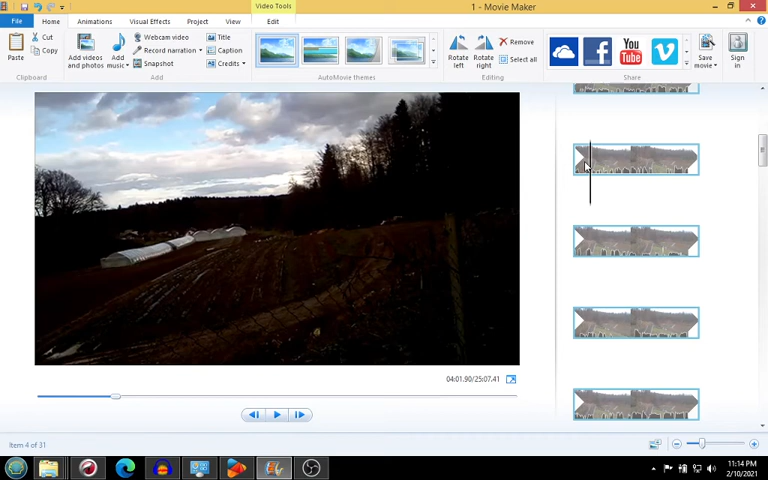 1 - Movie Maker
Video Tools
File
Home
Animations
Visual Effects
Project
View
Edit
Paste
Cut
Copy
Clipboard
Add videos and photos
Add music
Webcam video
Record narration
Snapshot
Title
Caption
Credits
Add
AutoMovie themes
Rotate left
Rotate right
Remove
Select all
Editing
You Tube
Share
Save movie
Sign in
04:01.90/25:07.41
Item 4 of 31
11:14 PM
2/10/2021